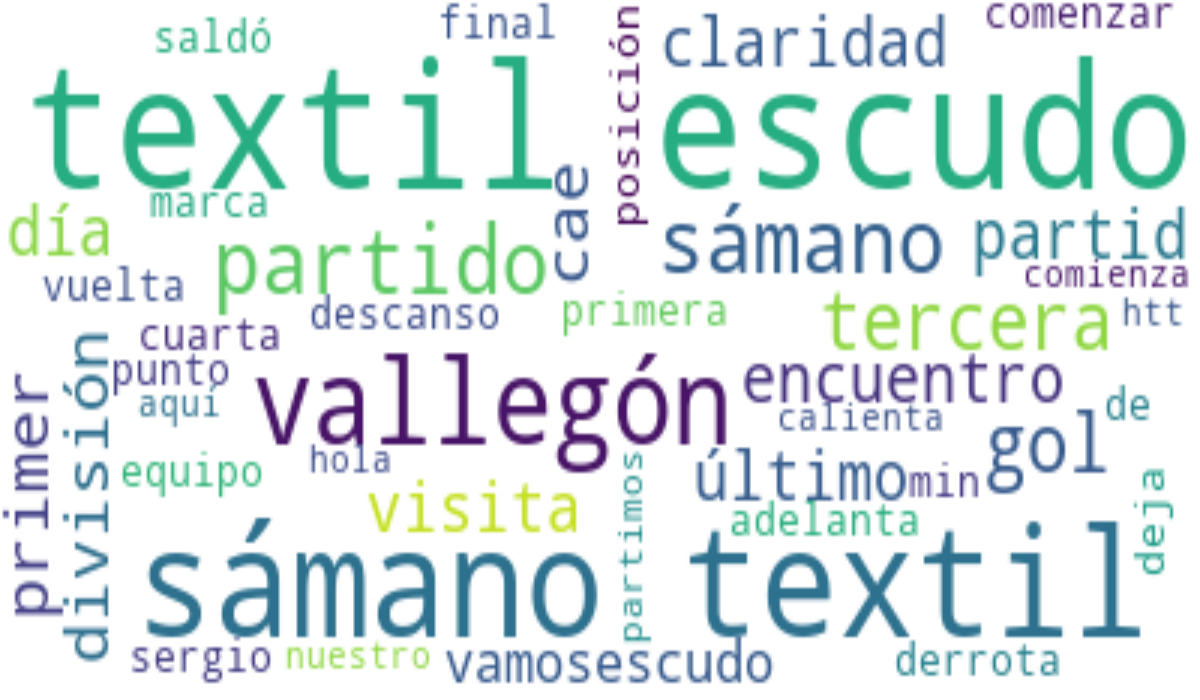 saldó
final
posición
claridad
comenzar
textil
escudo
marca
cae
día
partido
sámano
partid
vuelta
descanso
primera
comienza
tercera
htt
cuarta
división
punto
vallegón
encuentro
primer
aquí
calienta
de
gol
hola
equipo
último
min
visita
partimos
adelanta
deja
sámano
textil
sergio
nuestro
vamosescudo
derrota